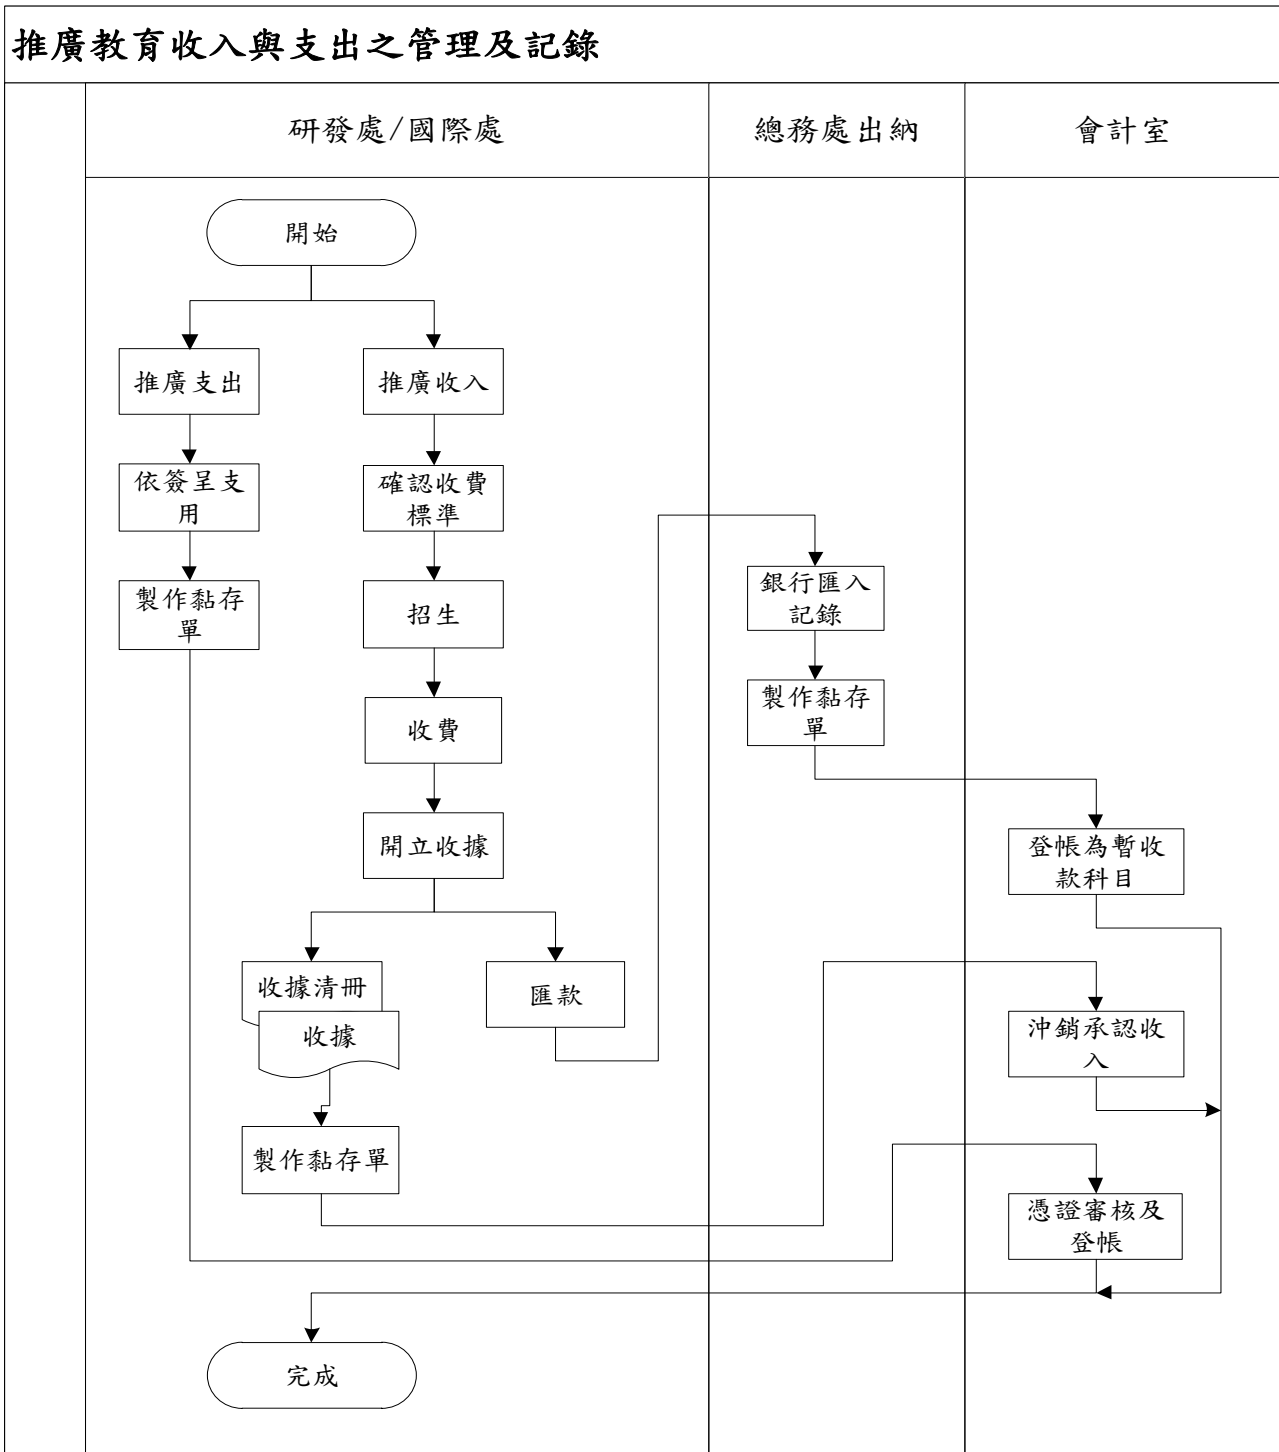 推廣教育收入與支出之管理及記錄
研發處/國際處
總務處出納
會計室
開始
推廣支出
推廣收入
依簽呈支
用
確認收費
標準
製作黏存
單
招生
銀行匯入
記錄
收費
製作黏存
單
開立收據
登帳為暫收
款科目
收據清冊
收據
匯款
沖銷承認收
入
製作黏存單
憑證審核及
登帳
完成